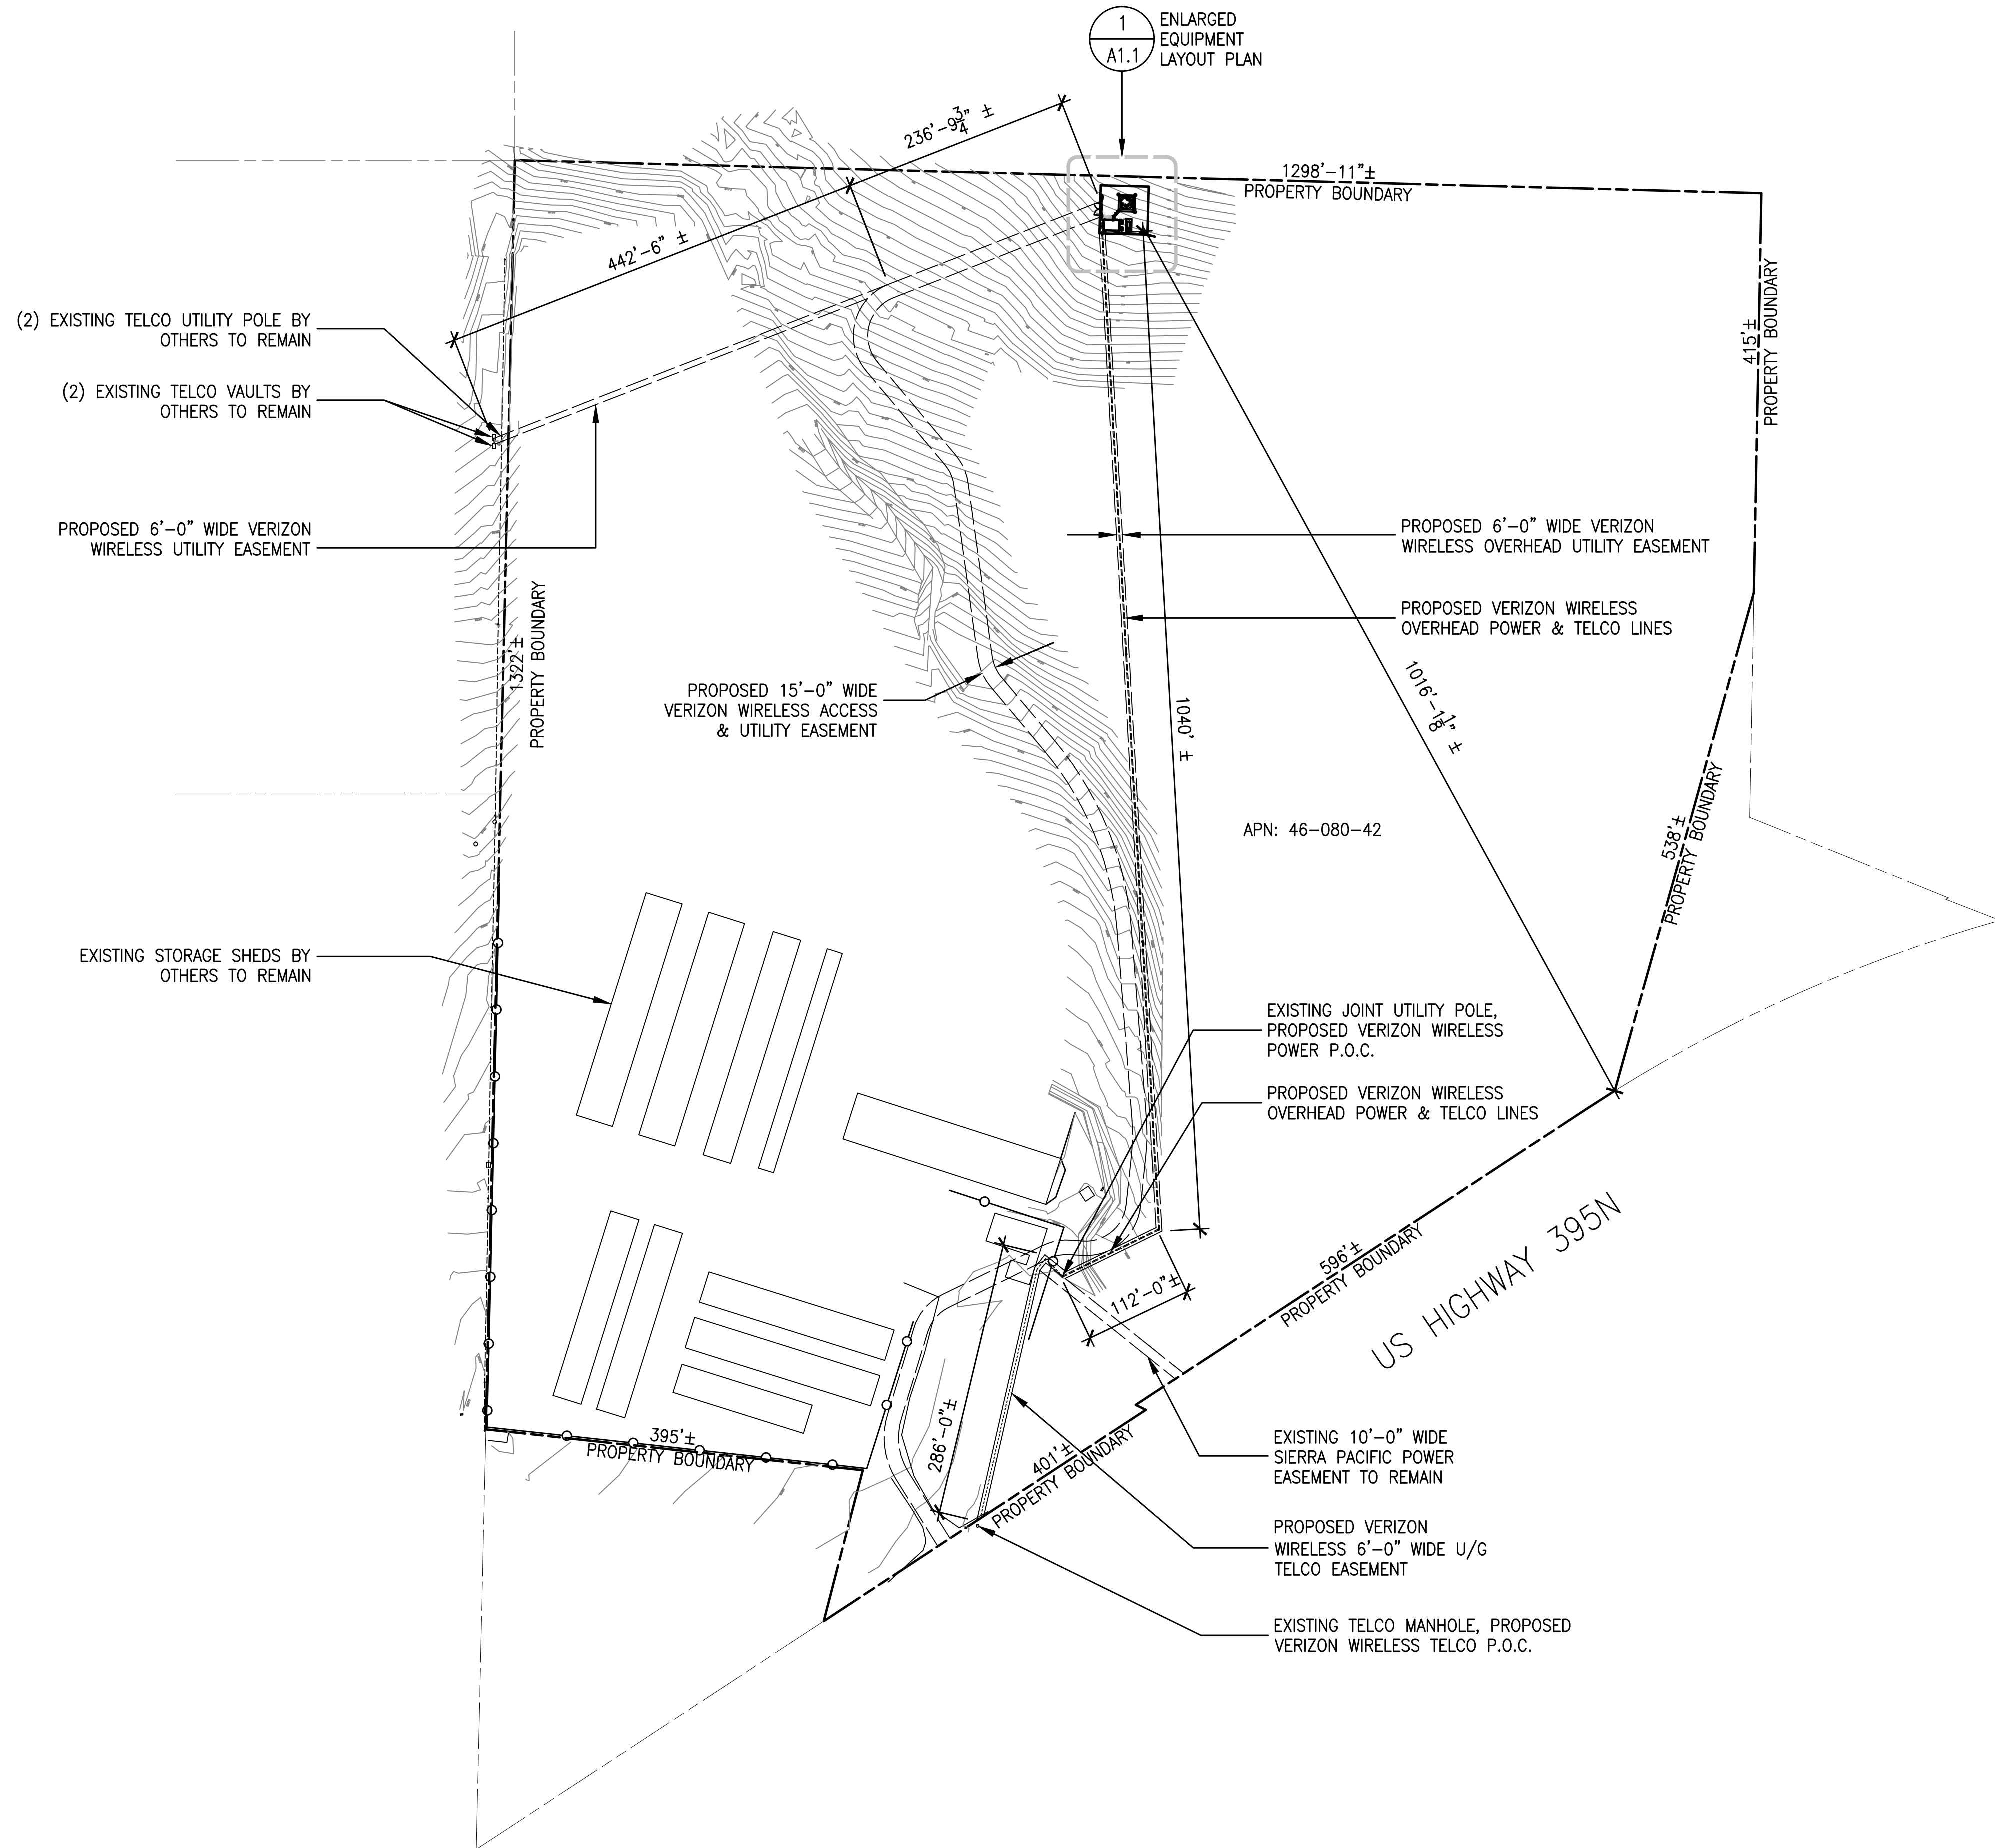 1
A1.1
ENLARGED
EQUIPMENT
LAYOUT PLAN
236'-9 3/4" ±
442'-6" ±
1298'-11"±
PROPERTY BOUNDARY
415'±
PROPERTY BOUNDARY
(2) EXISTING TELCO UTILITY POLE BY
OTHERS TO REMAIN
(2) EXISTING TELCO VAULTS BY
OTHERS TO REMAIN
PROPOSED 6'-0" WIDE VERIZON
WIRELESS UTILITY EASEMENT
1322'±
PROPERTY BOUNDARY
PROPOSED 6'-0" WIDE VERIZON
WIRELESS OVERHEAD UTILITY EASEMENT
PROPOSED VERIZON WIRELESS
OVERHEAD POWER & TELCO LINES
PROPOSED 15'-0" WIDE
VERIZON WIRELESS ACCESS
& UTILITY EASEMENT
1040' ±
1016'-11 1/8" ±
APN: 46-080-42
538'±
PROPERTY BOUNDARY
EXISTING STORAGE SHEDS BY
OTHERS TO REMAIN
EXISTING JOINT UTILITY POLE,
PROPOSED VERIZON WIRELESS
POWER P.O.C.
PROPOSED VERIZON WIRELESS
OVERHEAD POWER & TELCO LINES
596'±
PROPERTY BOUNDARY
US HIGHWAY 395N
112'-0"±
286'-0"±
395'±
PROPERTY BOUNDARY
401'±
PROPERTY BOUNDARY
EXISTING 10'-0" WIDE
SIERRA PACIFIC POWER
EASEMENT TO REMAIN
PROPOSED VERIZON
WIRELESS 6'-0" WIDE U/G
TELCO EASEMENT
EXISTING TELCO MANHOLE, PROPOSED
VERIZON WIRELESS TELCO P.O.C.